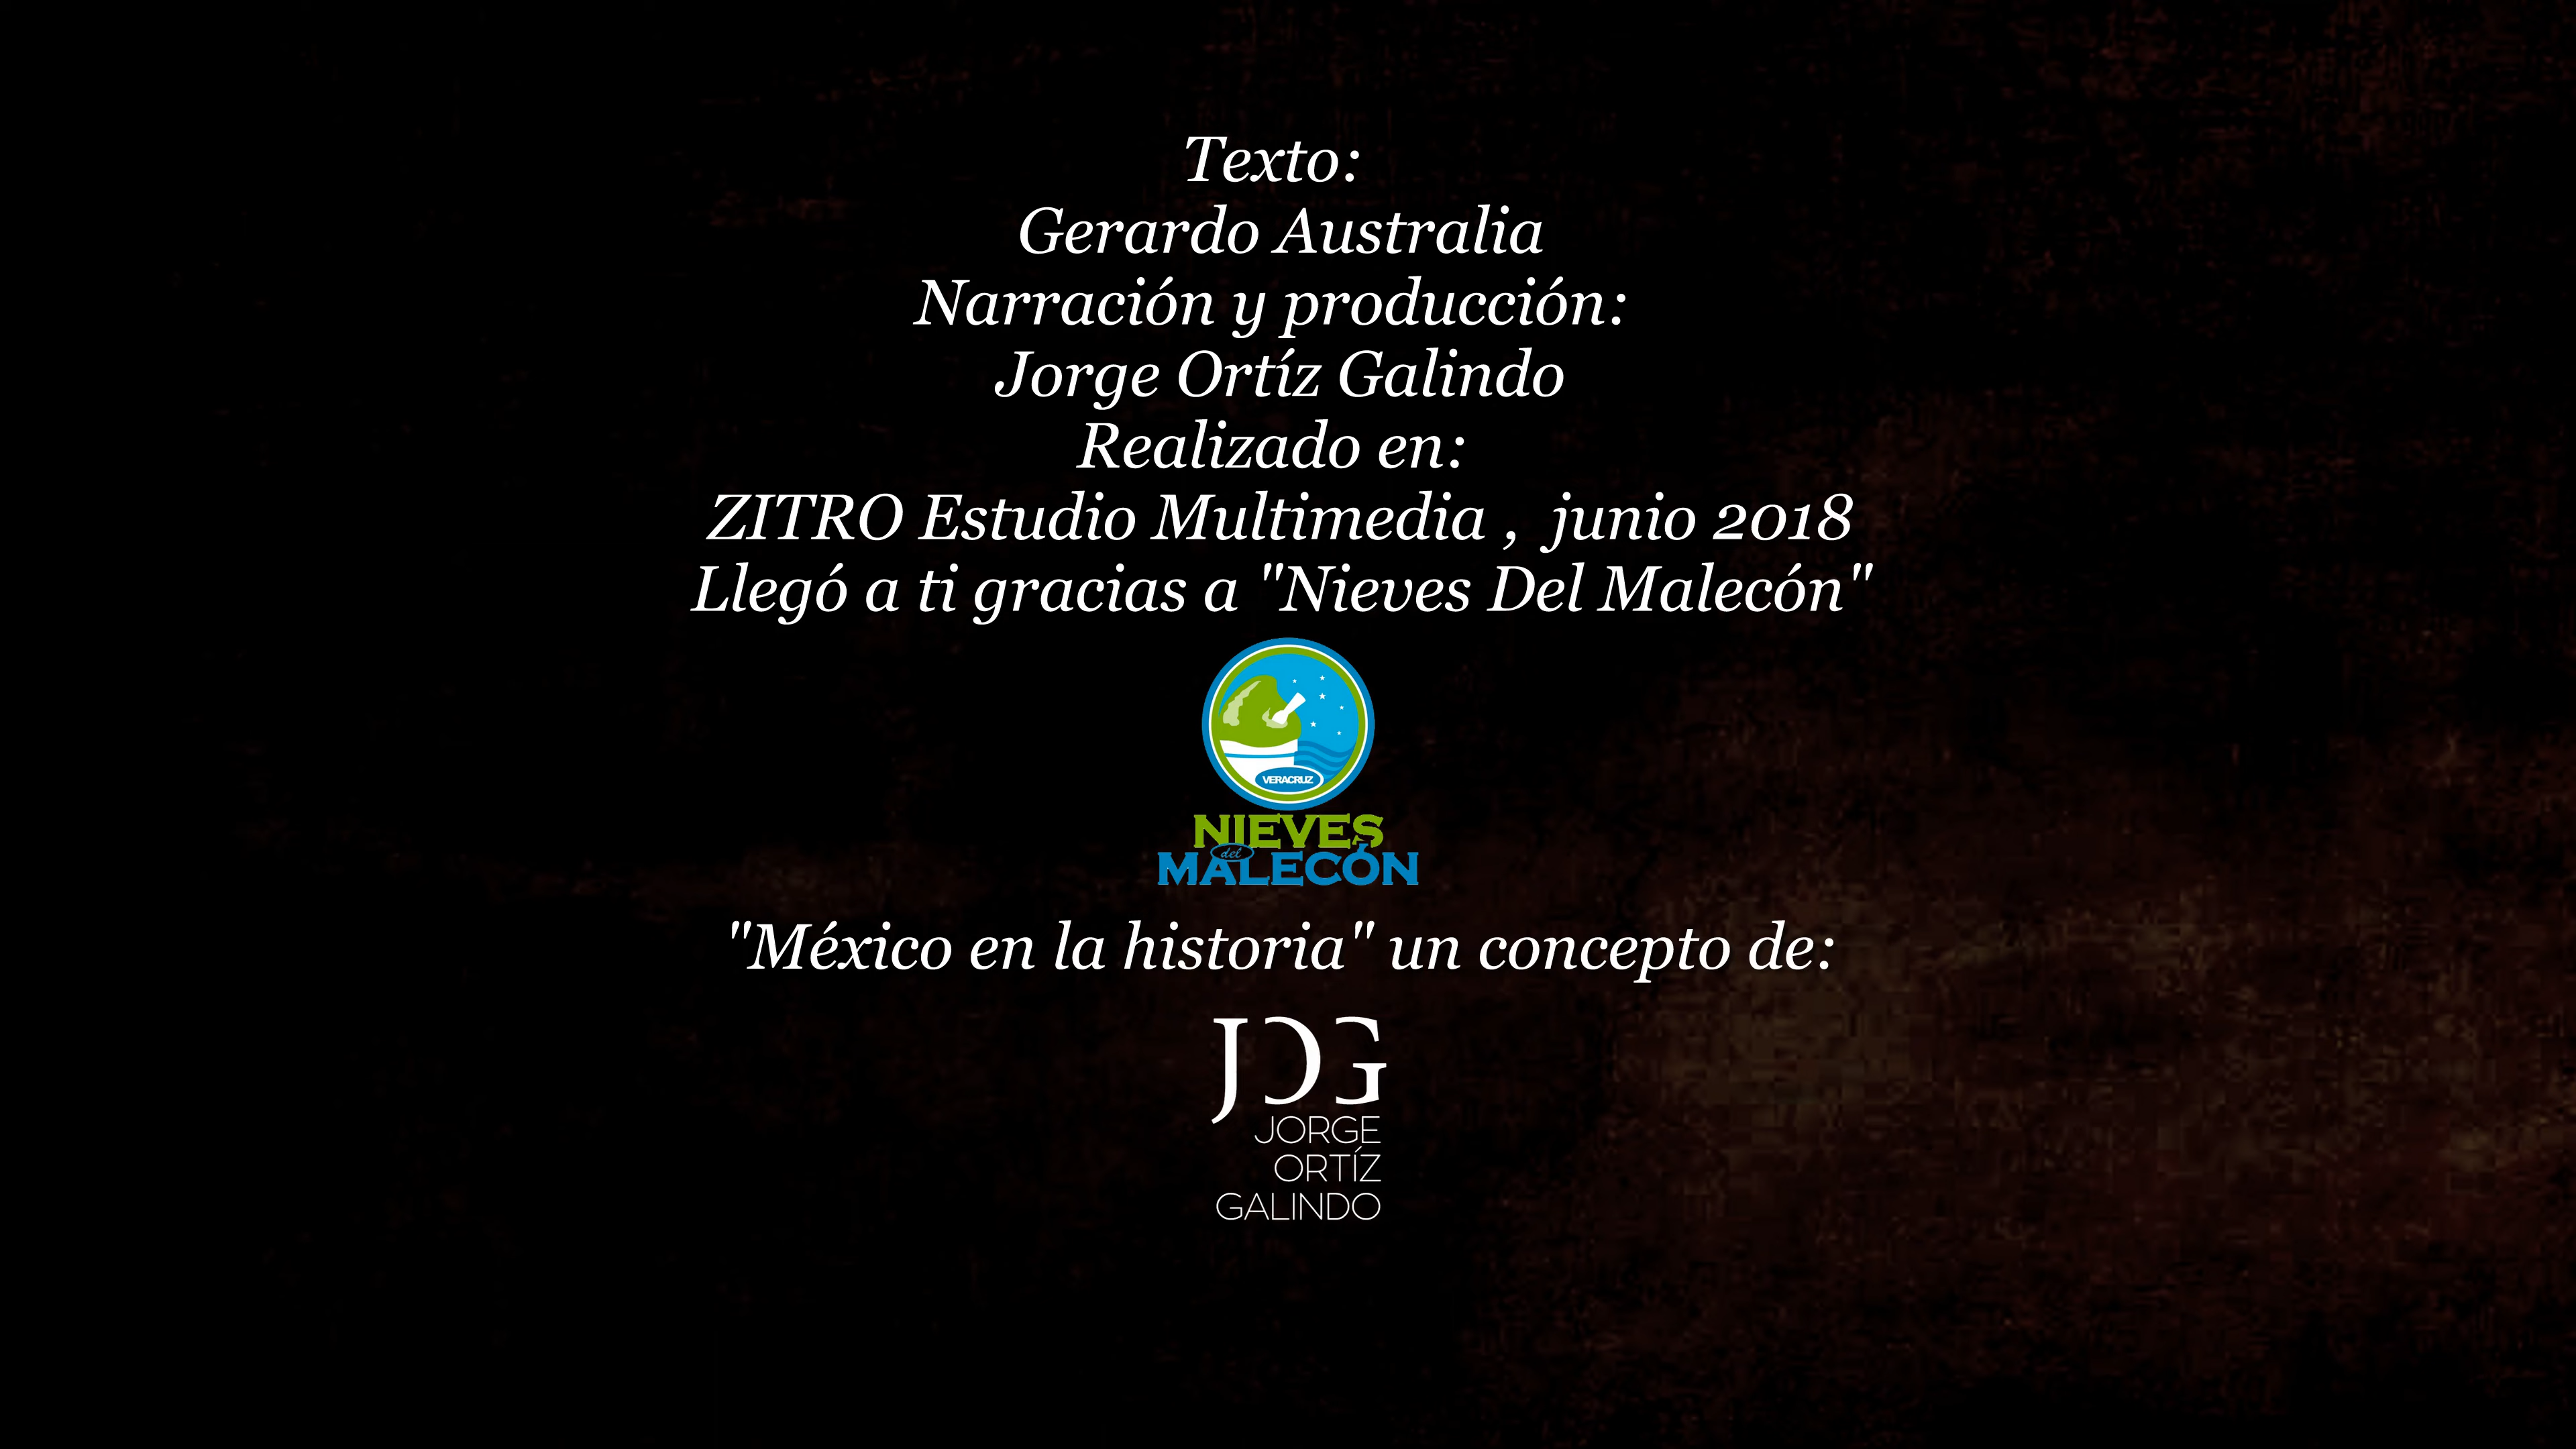 Texto:
Gerardo Australia
Narración y producción:
Jorge Ortíz Galindo
Realizado en:
ZITRO Estudio Multimedia , junio 2018
Llegó a ti gracias a "Nieves Del Malecón"
VERACRUZ
NIEVES
del
MALECÓN
"México en la historia" un concepto de:
JOG
JORGE
ORTÍZ
GALINDO